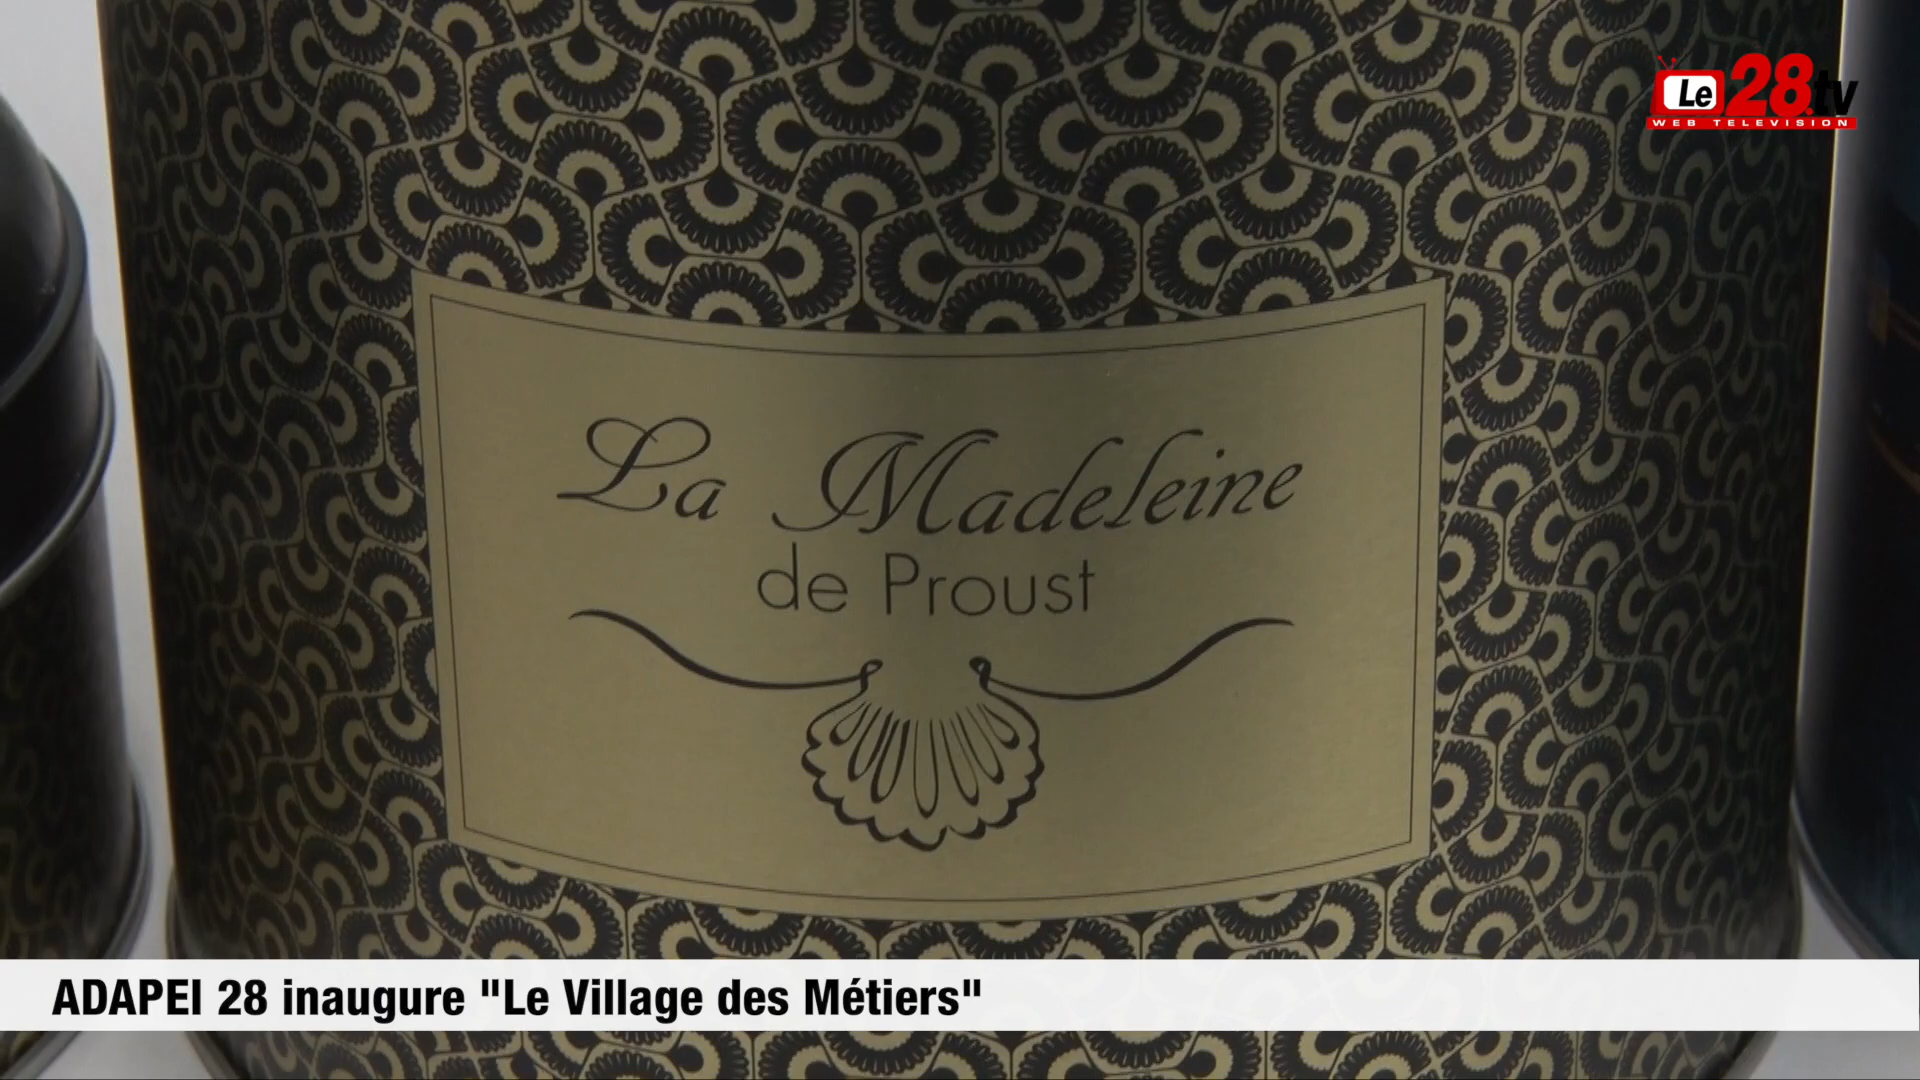 Le 28.tv
WEB TELEVISION
La Madeleine
de Proust
ADAPEI 28 inaugure "Le Village des Métiers"